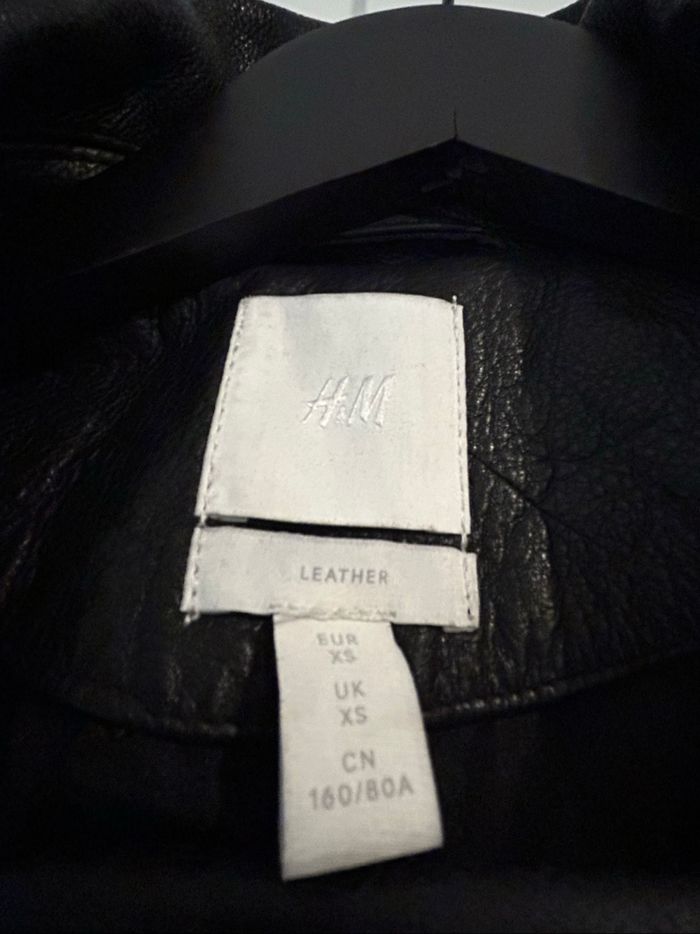 H&M
LEATHER
EUR
XS
UK
XS
CN
160/80A